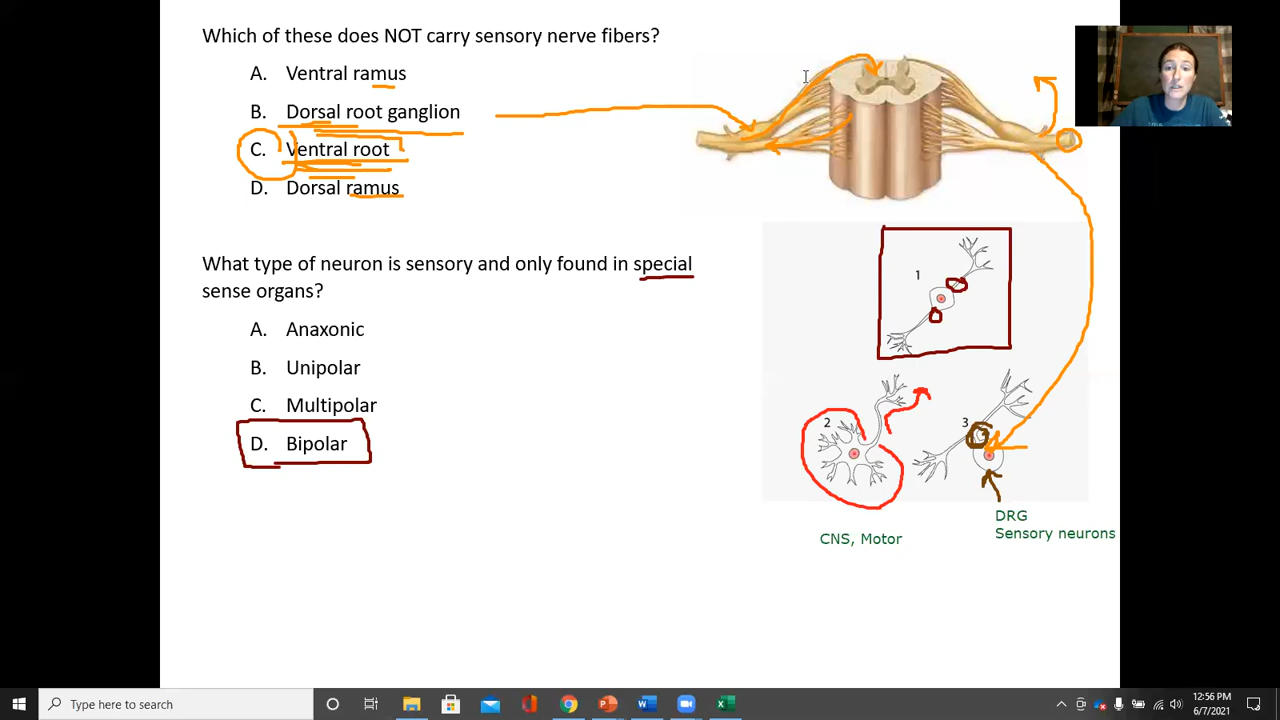 Which of these does NOT carry sensory nerve fibers?
A. Ventral ramus
B. Dorsal root ganglion
C. Ventral root
D. Dorsal ramus
What type of neuron is sensory and only found in special
sense organs?
A. Anaxonic
B. Unipolar
C. Multipolar
D. Bipolar
1
2
3
CNS, Motor
DRG
Sensory neurons
Type here to search
12:56 PM
6/7/2021